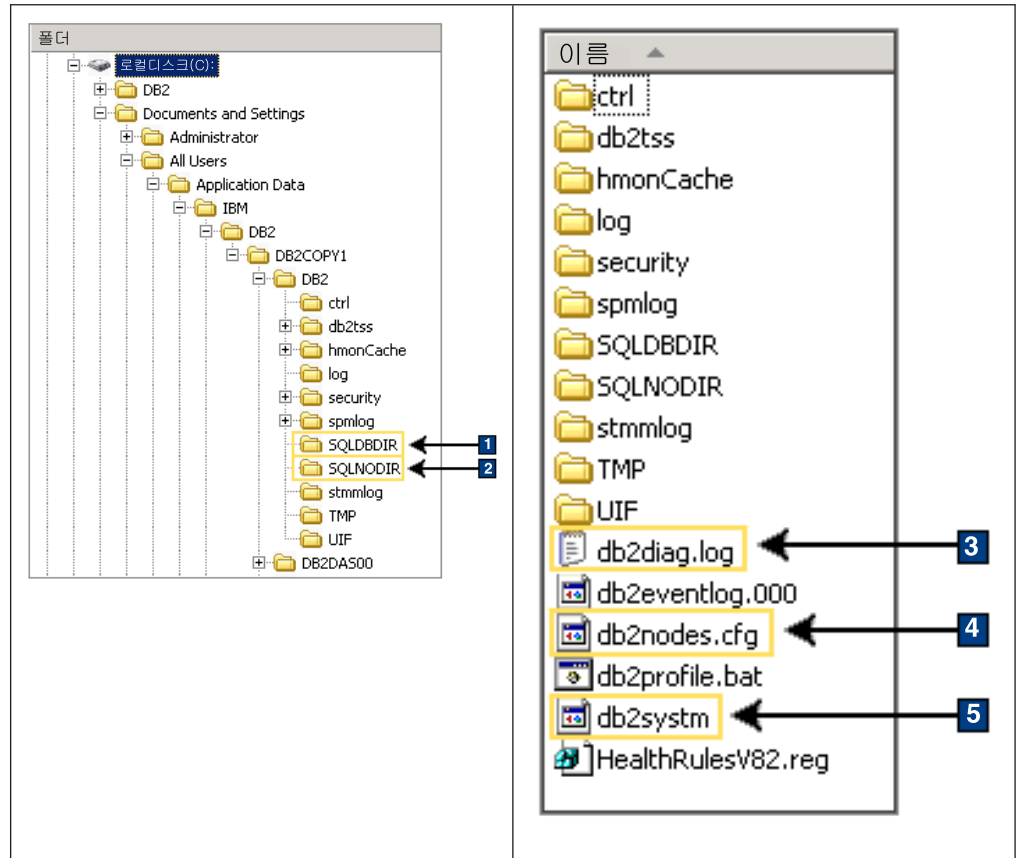 폴더
로컬디스크(C):
DB2
Documents and Settings
Administrator
All Users
Application Data
IBM
DB2
DB2COPY1
DB2
ctrl
db2tss
hmonCache
log
security
spmlog
SQLDBDIR 1
SQLNODIR 2
stmmlog
TMP
UIF
DB2DAS00
이름
ctrl
db2tss
hmonCache
log
security
spmlog
SQLDBDIR
SQLNODIR
stmmlog
TMP
UIF
db2diag.log 3
db2eventlog.000
db2nodes.cfg 4
db2profile.bat
db2systm 5
HealthRulesV82.reg